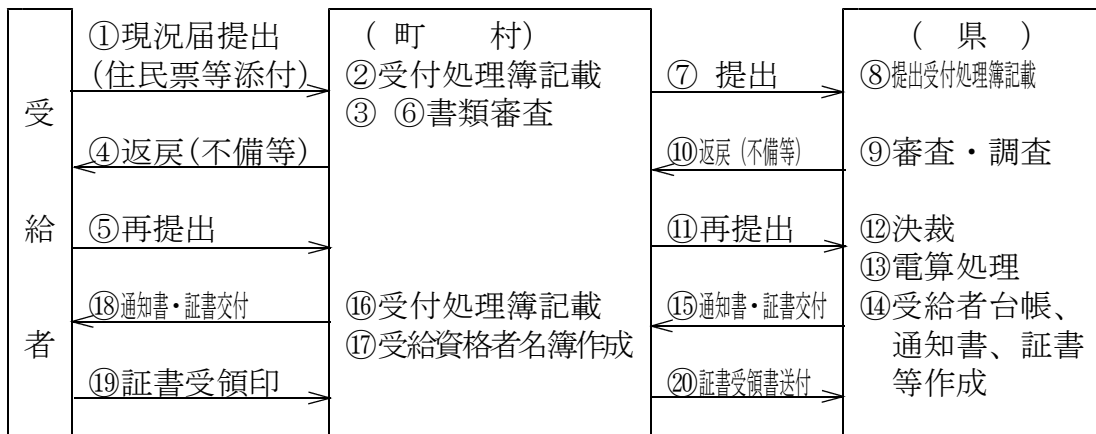 受給者
①現況届提出
(住民票等添付)
④返戻(不備等)
⑤再提出
⑱通知書・証書交付
⑲証書受領印
(町 村)
②受付処理簿記載
③ ⑥書類審査
⑯受付処理簿記載
⑰受給資格者名簿作成
⑦ 提出
⑩返戻(不備等)
⑪再提出
⑮通知書・証書交付
⑳証書受領書送付
(県)
⑧提出受付処理簿記載
⑨審査・調査
⑫決裁
⑬電算処理
⑭受給者台帳、
通知書、証書
等作成